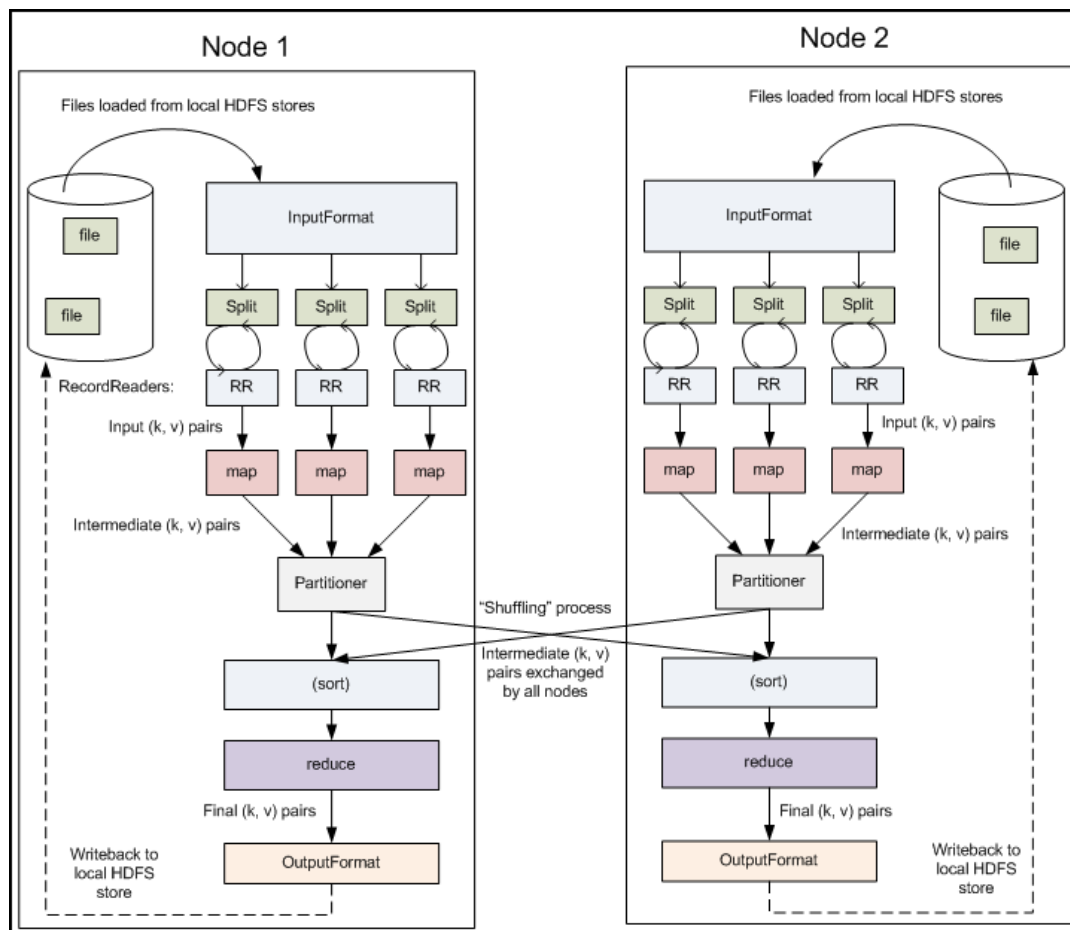 Node 1
Files loaded from local HDFS stores
InputFormat
file
file
Split Split Split
RecordReaders:
RR RR RR
Input (k, v) pairs
map map map
Intermediate (k, v) pairs
Partitioner
(sort)
reduce
Final (k, v) pairs
OutputFormat
Writeback to
local HDFS
store
"Shuffling" process
Intermediate (k, v)
pairs exchanged
by all nodes
Node 2
Files loaded from local HDFS stores
InputFormat
file
file
Split Split Split
RR RR RR
Input (k, v) pairs
map map map
Intermediate (k, v) pairs
Partitioner
(sort)
reduce
Final (k, v) pairs
OutputFormat
Writeback to
local HDFS
store